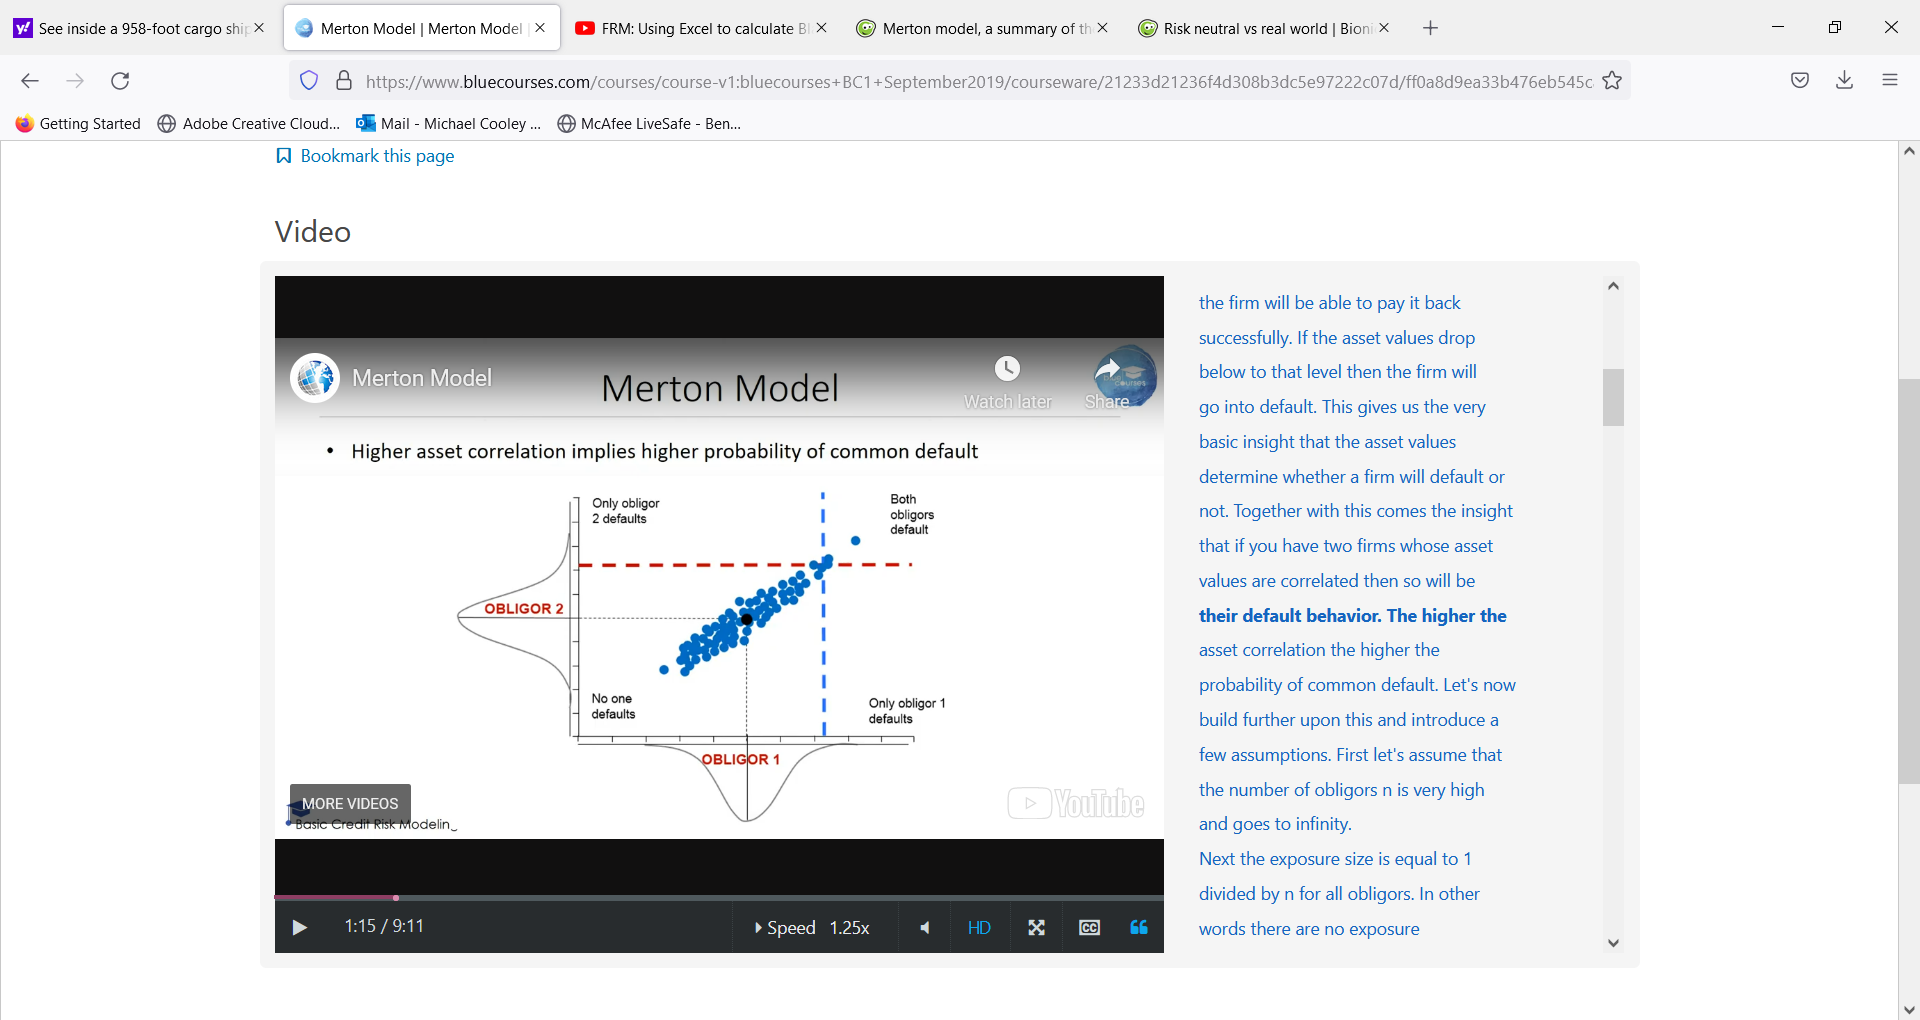 See inside a 958-foot cargo ship
Merton Model | Merton Model |
FRM: Using Excel to calculate Bl
Merton model, a summary of th
Risk neutral vs real world | Bioni
https://www.bluecourses.com/courses/course-v1:bluecourses+BC1+September2019/courseware/21233d21236f4d308b3dc5e97222c07d/ff0a8d9ea33b476eb545c
Getting Started
Adobe Creative Cloud...
Mail - Michael Cooley ...
McAfee LiveSafe - Ben...
Bookmark this page
Video
Merton Model
Merton Model
Watch later
Share
courses
• Higher asset correlation implies higher probability of common default
Only obligor
2 defaults
Both
obligors
default
OBLIGOR 2
No one
defaults
Only obligor 1
defaults
OBLIGOR 1
MORE VIDEOS
YouTube
Basic Credit Risk Modeling
1:15 / 9:11
Speed 1.25x
HD
CC
the firm will be able to pay it back
successfully. If the asset values drop
below to that level then the firm will
go into default. This gives us the very
basic insight that the asset values
determine whether a firm will default or
not. Together with this comes the insight
that if you have two firms whose asset
values are correlated then so will be
their default behavior. The higher the
asset correlation the higher the
probability of common default. Let's now
build further upon this and introduce a
few assumptions. First let's assume that
the number of obligors n is very high
and goes to infinity.
Next the exposure size is equal to 1
divided by n for all obligors. In other
words there are no exposure